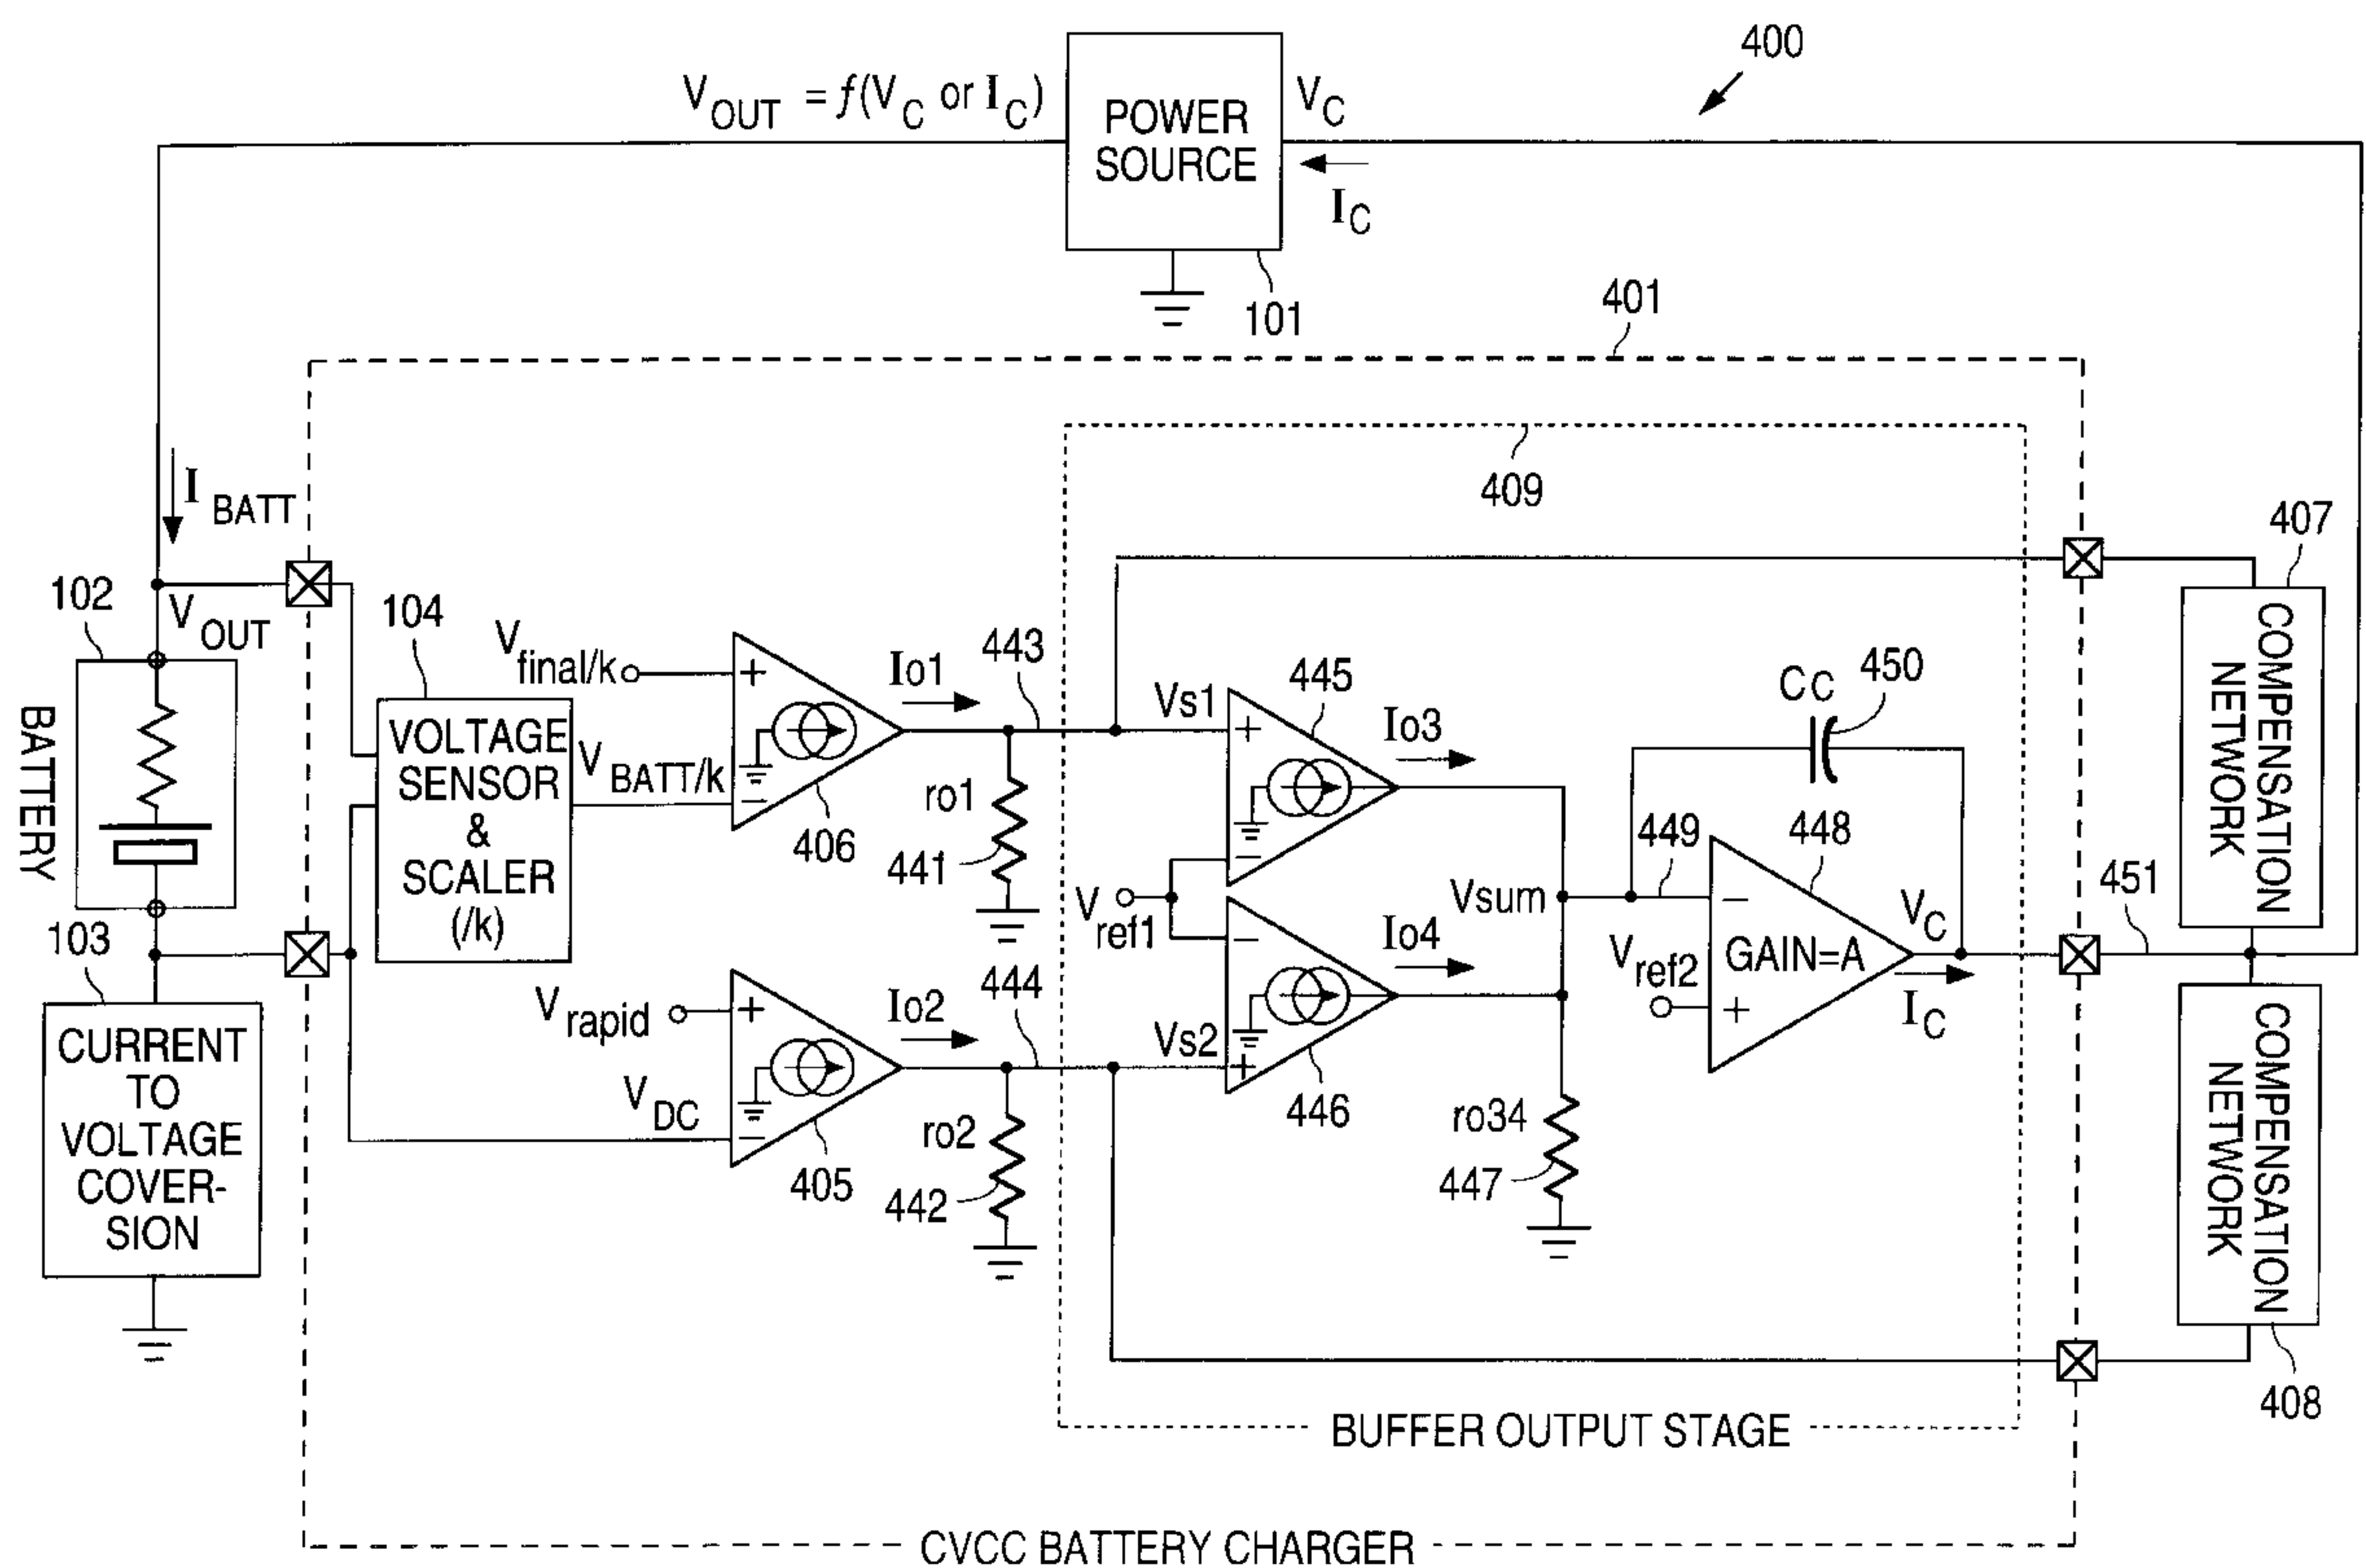 400
V_OUT = f(V_C or I_C)
POWER
SOURCE
V_C
I_C
101
401
409
I_BATT
407
102
V_OUT
104
V_final/k
Io1
443
Vs1
445
Io3
CC
450
COMPENSATION
NETWORK
BATTERY
VOLTAGE
SENSOR
&
SCALER
(/k)
V_BATT/k
+
−
406
ro1
441
+
−
449
448
451
103
V_ref1
Vsum
−
GAIN=A
+
V_ref2
V_C
I_C
CURRENT
TO
VOLTAGE
COVER-
SION
V_rapid
+
−
V_DC
405
Io2
444
Vs2
−
+
446
Io4
ro2
442
ro34
447
COMPENSATION
NETWORK
408
BUFFER OUTPUT STAGE
CVCC BATTERY CHARGER